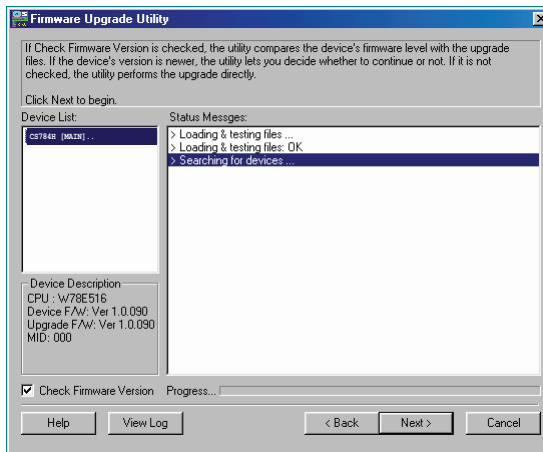 Firmware Upgrade Utility
If Check Firmware Version is checked, the utility compares the device's firmware level with the upgrade
files. If the device's version is newer, the utility lets you decide whether to continue or not. If it is not
checked, the utility performs the upgrade directly.
Click Next to begin.
Device List:
Status Messges:
CS784H [MAIN]..
> Loading & testing files ...
> Loading & testing files: OK
> Searching for devices ...
Device Description
CPU : W78E516
Device F/W: Ver 1.0.090
Upgrade F/W: Ver 1.0.090
MID: 000
Check Firmware Version
Progress...
Help
View Log
< Back
Next >
Cancel